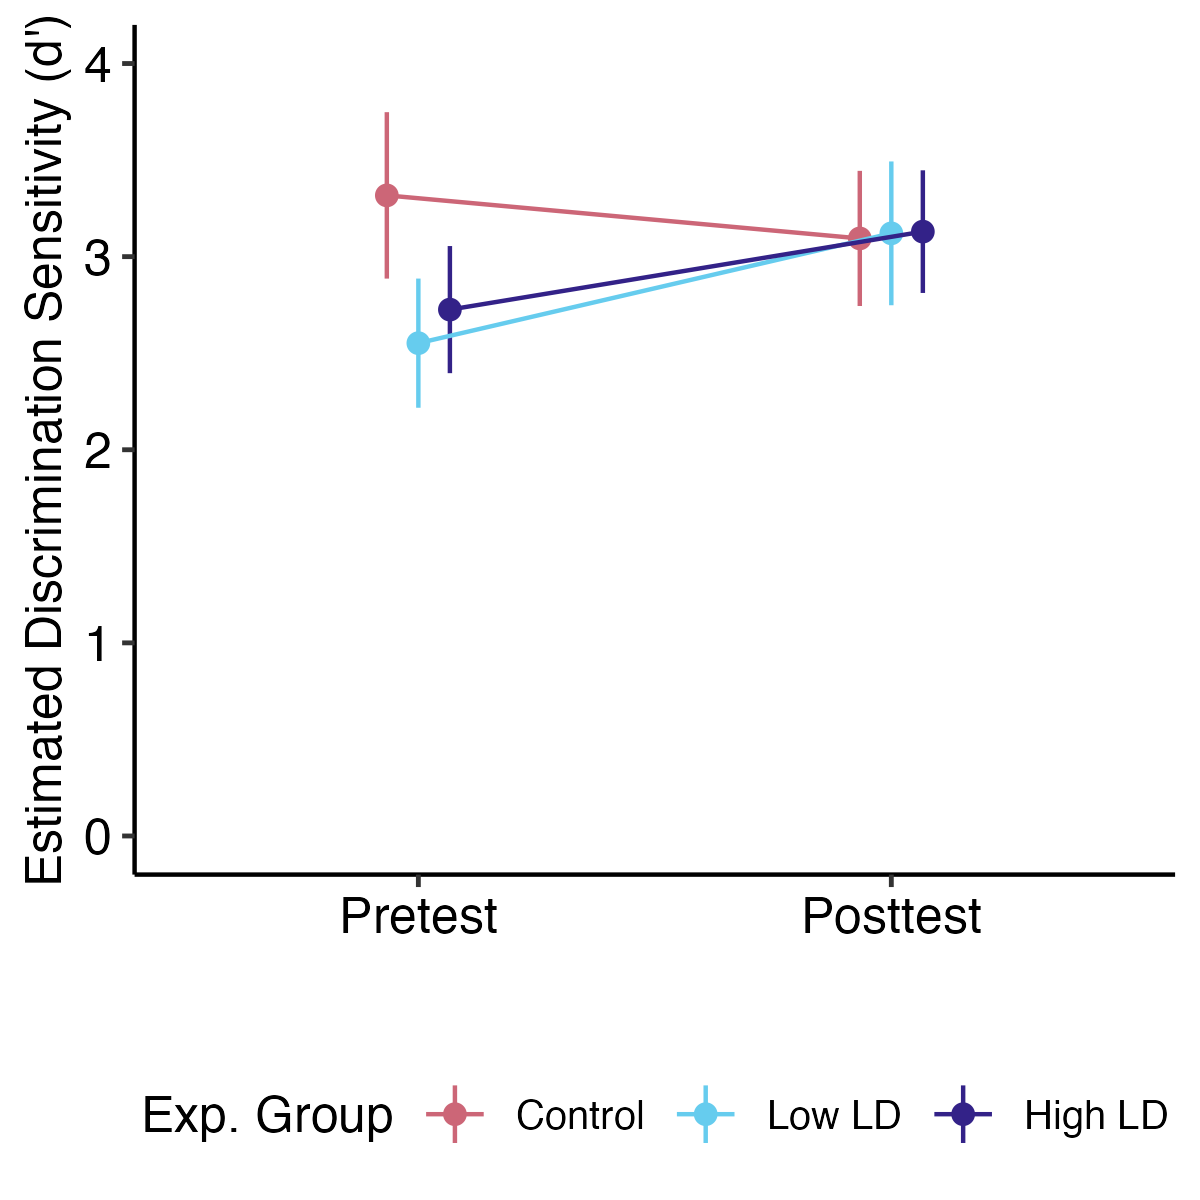 Estimated Discrimination Sensitivity (d')
4
3
2
1
0
Pretest Posttest
Exp. Group Control Low LD High LD